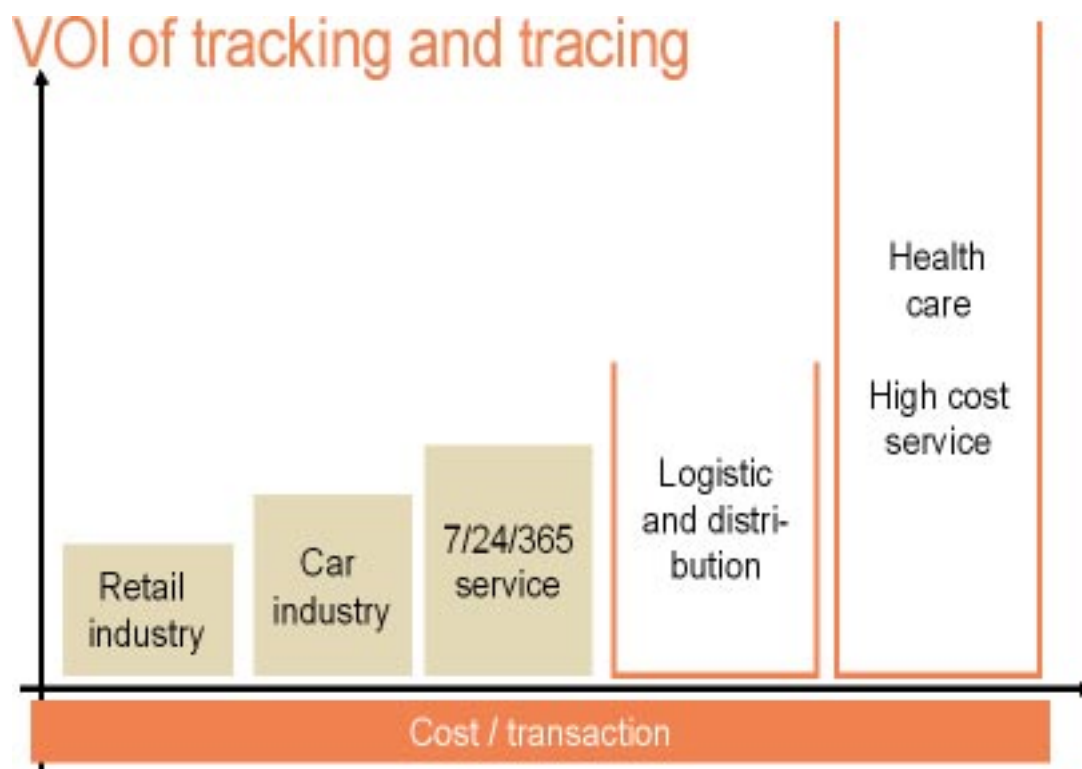 VOI of tracking and tracing
Health
care
High cost
service
Logistic
and distri-
bution
7/24/365
service
Car
industry
Retail
industry
Cost / transaction